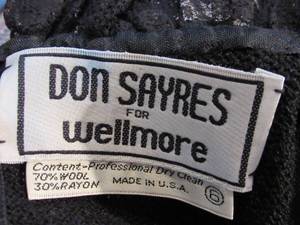 DON SAYRES
FOR
wellmore
Content-Professional Dry Clean
70% WOOL
30% RAYON MADE IN U.S.A. 6